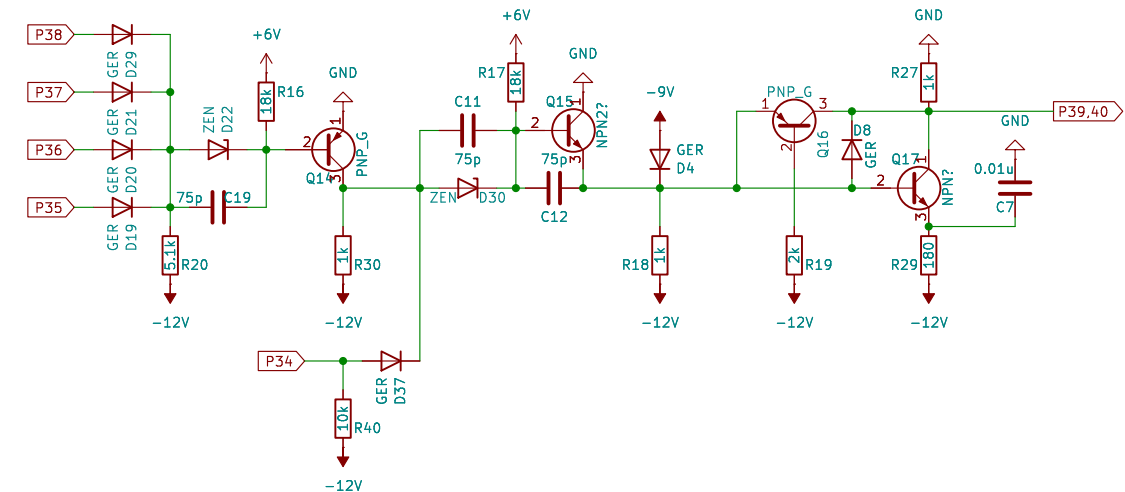 P38
GER
D29
P37
GER
D21
P36
GER
D20
P35
GER
D19
ZEN
D22
75p
C19
5.1k
R20
-12V
+6V
18k
R16
GND
1
2
3
Q14
PNP_G
1k
R30
-12V
P34
GER
D37
10k
R40
-12V
C11
75p
ZEN
D30
+6V
R17
18k
GND
Q15
1
2
3
NPN2?
75p
C12
-9V
GER
D4
R18
1k
-12V
PNP_G
1
3
2
Q16
2k
R19
-12V
D8
GER
GND
R27
1k
P39,40
Q17
1
2
3
NPN?
R29
180
-12V
GND
0.01u
C7